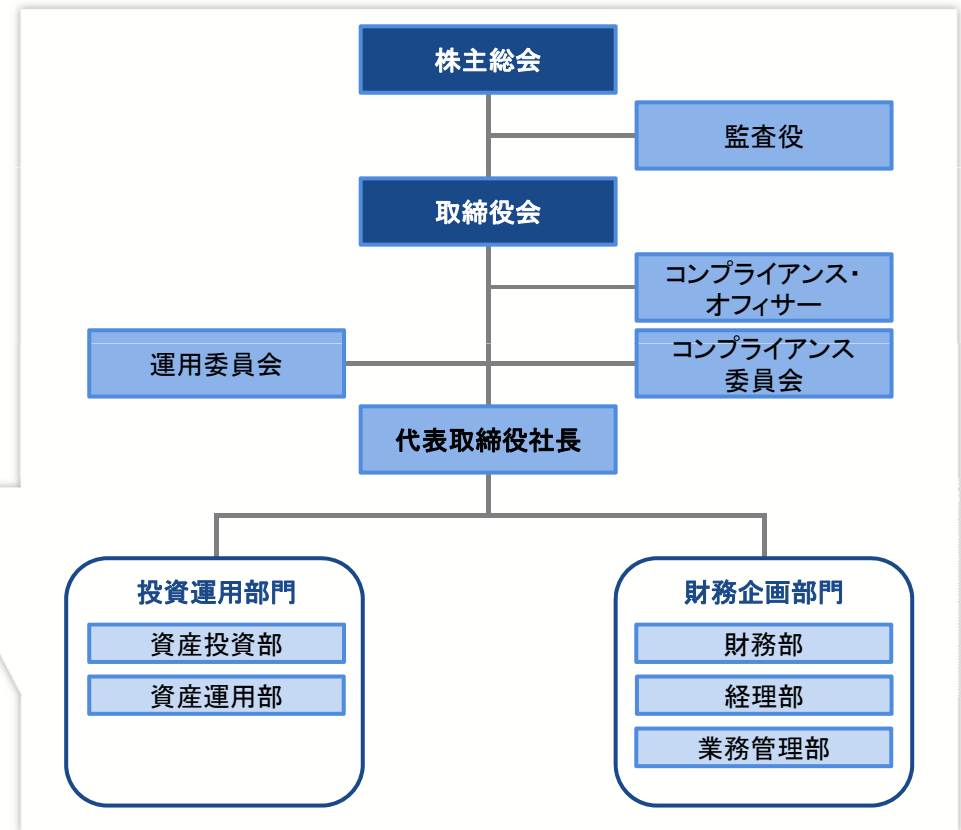 株主総会
監査役
取締役会
コンプライアンス・
オフィサー
運用委員会
コンプライアンス
委員会
代表取締役社長
投資運用部門
資産投資部
資産運用部
財務企画部門
財務部
経理部
業務管理部